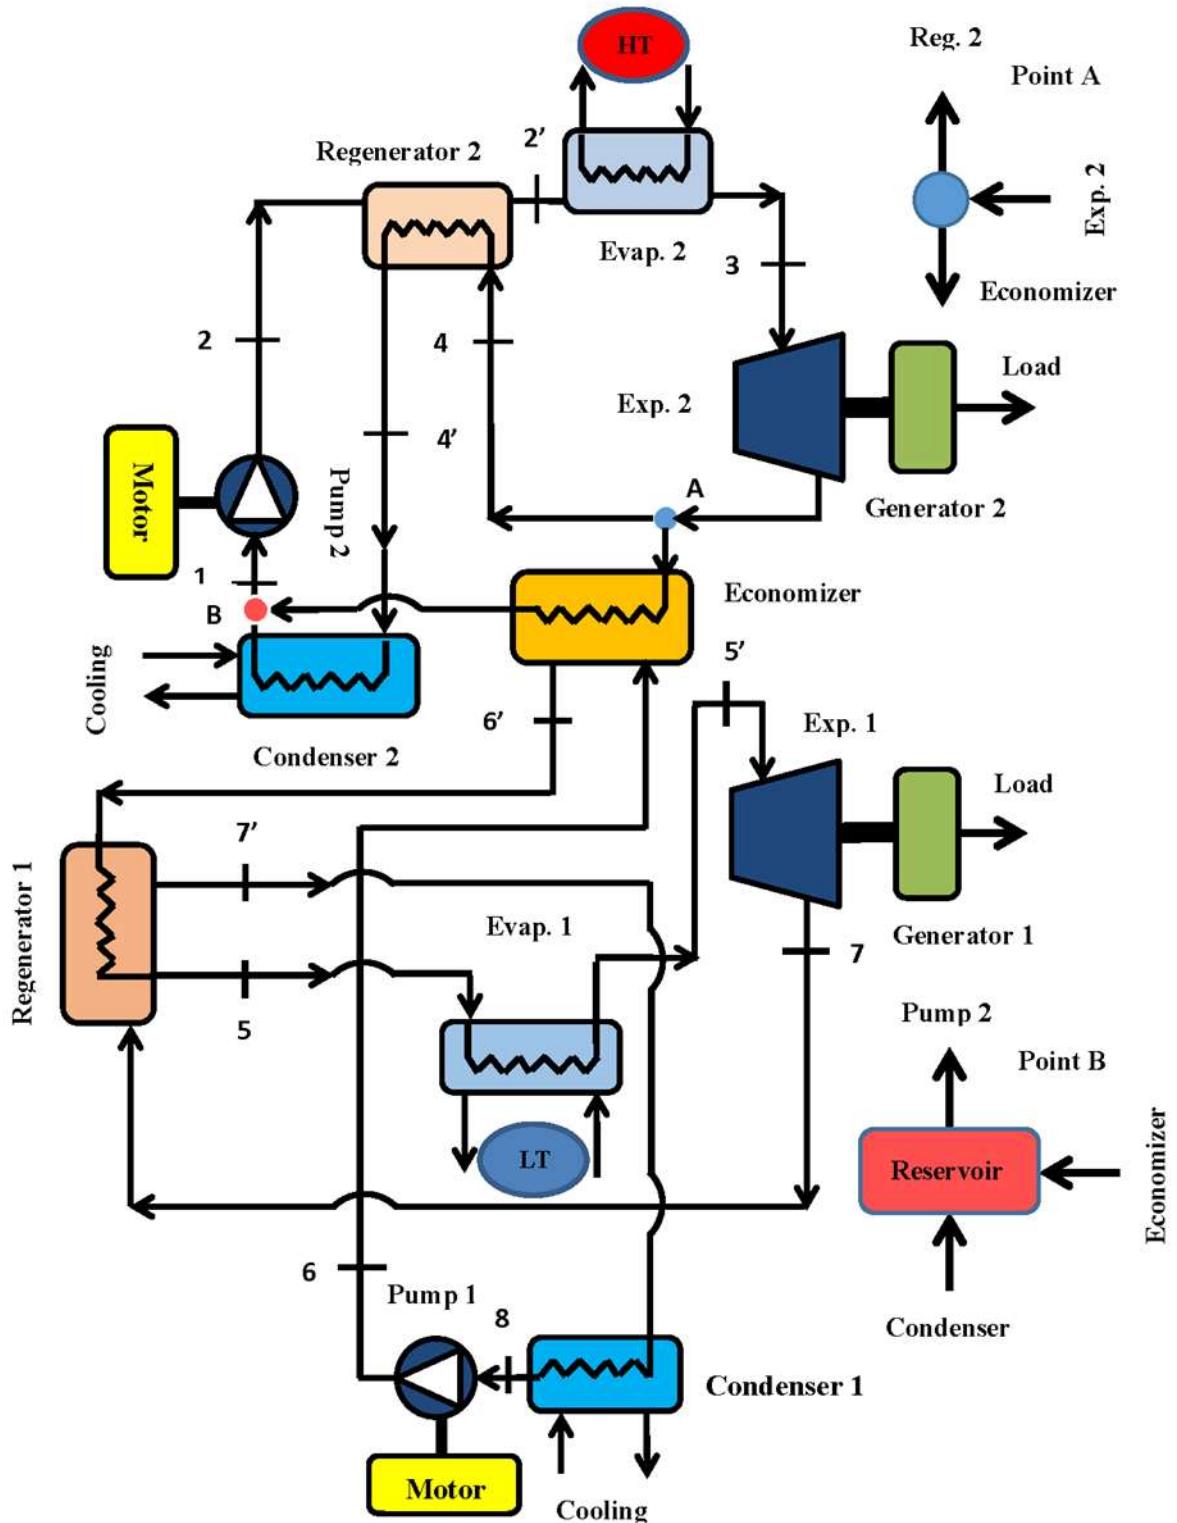 HT
Reg. 2
Point A
Exp. 2
Economizer
Regenerator 2
2’
Evap. 2
3
2
4
Exp. 2
Load
4’
Motor
Pump 2
A
Generator 2
1
B
Economizer
Cooling
5’
6’
Exp. 1
Condenser 2
Load
7’
Regenerator 1
Evap. 1
Generator 1
7
5
Pump 2
Point B
LT
Reservoir
Economizer
6
Pump 1
8
Condenser
Condenser 1
Motor
Cooling